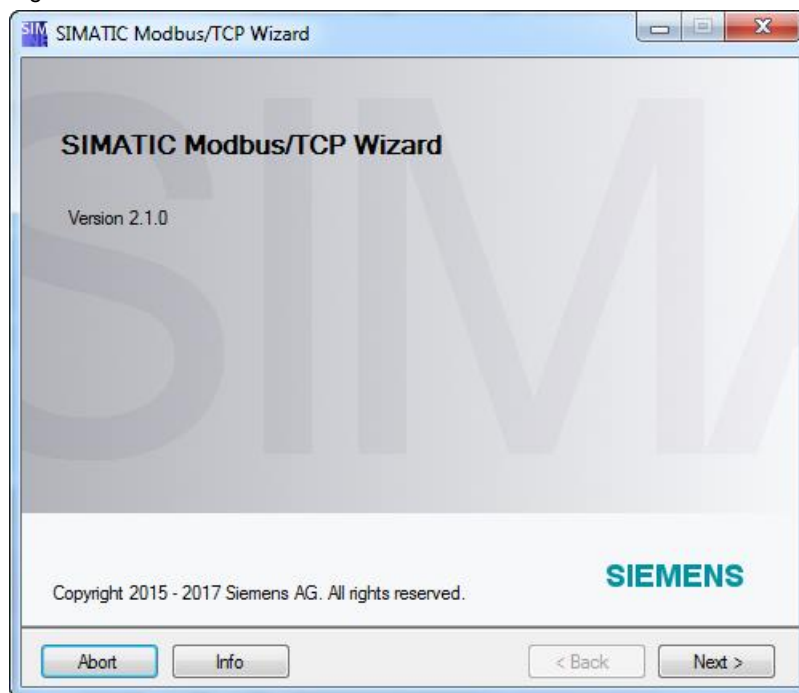 SIMATIC Modbus/TCP Wizard
SIMATIC Modbus/TCP Wizard
Version 2.1.0
SIEMENS
Copyright 2015 - 2017 Siemens AG. All rights reserved.
Abort Info < Back Next >